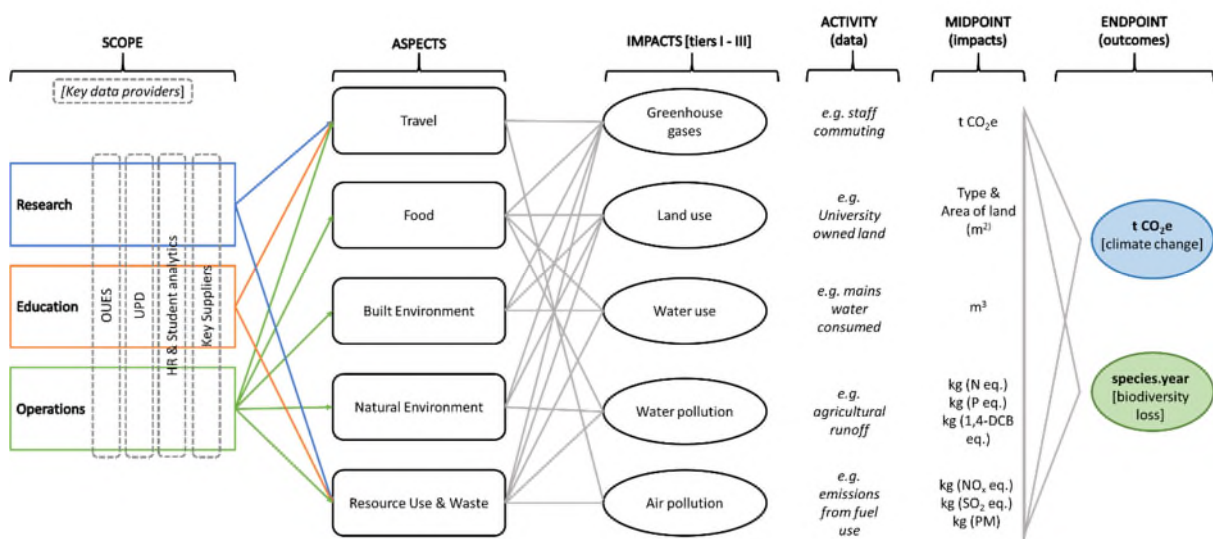 SCOPE
[Key data providers]
Research
Education
Operations
OUES
UPD
HR & Student analytics
Key Suppliers
ASPECTS
Travel
Food
Built Environment
Natural Environment
Resource Use & Waste
IMPACTS [tiers I - III]
Greenhouse
gases
Land use
Water use
Water pollution
Air pollution
ACTIVITY
(data)
e.g. staff
commuting
e.g.
University
owned land
e.g. mains
water
consumed
e.g.
agricultural
runoff
e.g.
emissions
from fuel
use
MIDPOINT
(impacts)
t CO₂e
Type &
Area of land
(m²⁾
m³
kg (N eq.)
kg (P eq.)
kg (1,4-DCB
eq.)
kg (NOₓ eq.)
kg (SO₂ eq.)
kg (PM)
ENDPOINT
(outcomes)
t CO₂e
[climate change]
species.year
[biodiversity
loss]